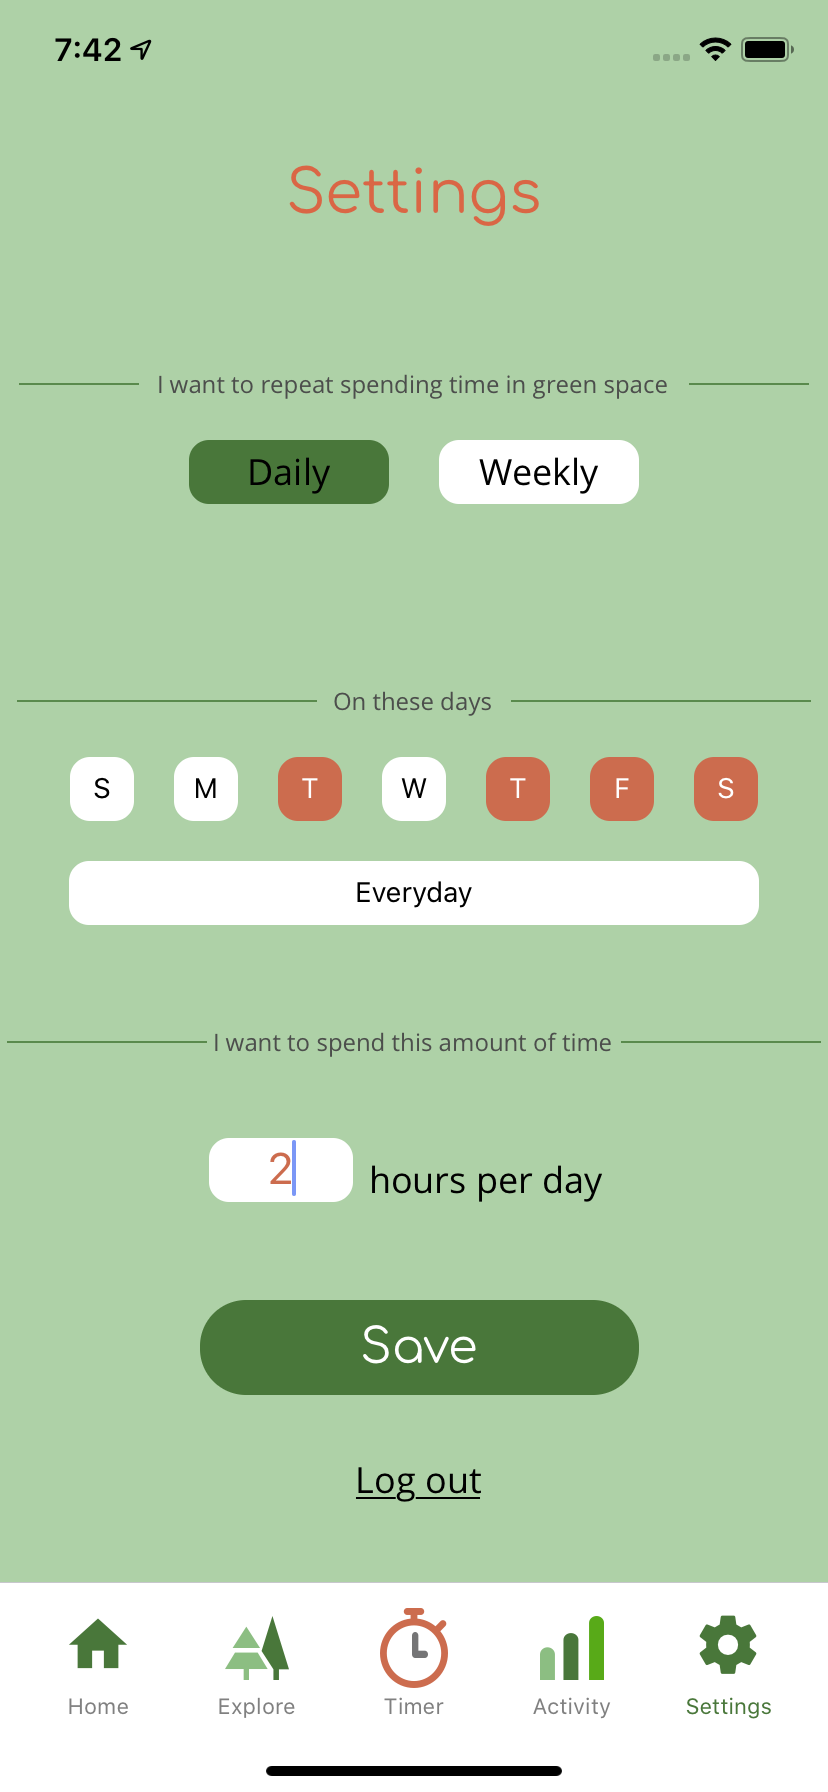 7:42
Settings
I want to repeat spending time in green space
Daily Weekly
On these days
S M T W T F S
Everyday
I want to spend this amount of time
2 hours per day
Save
Log out
Home Explore Timer Activity Settings